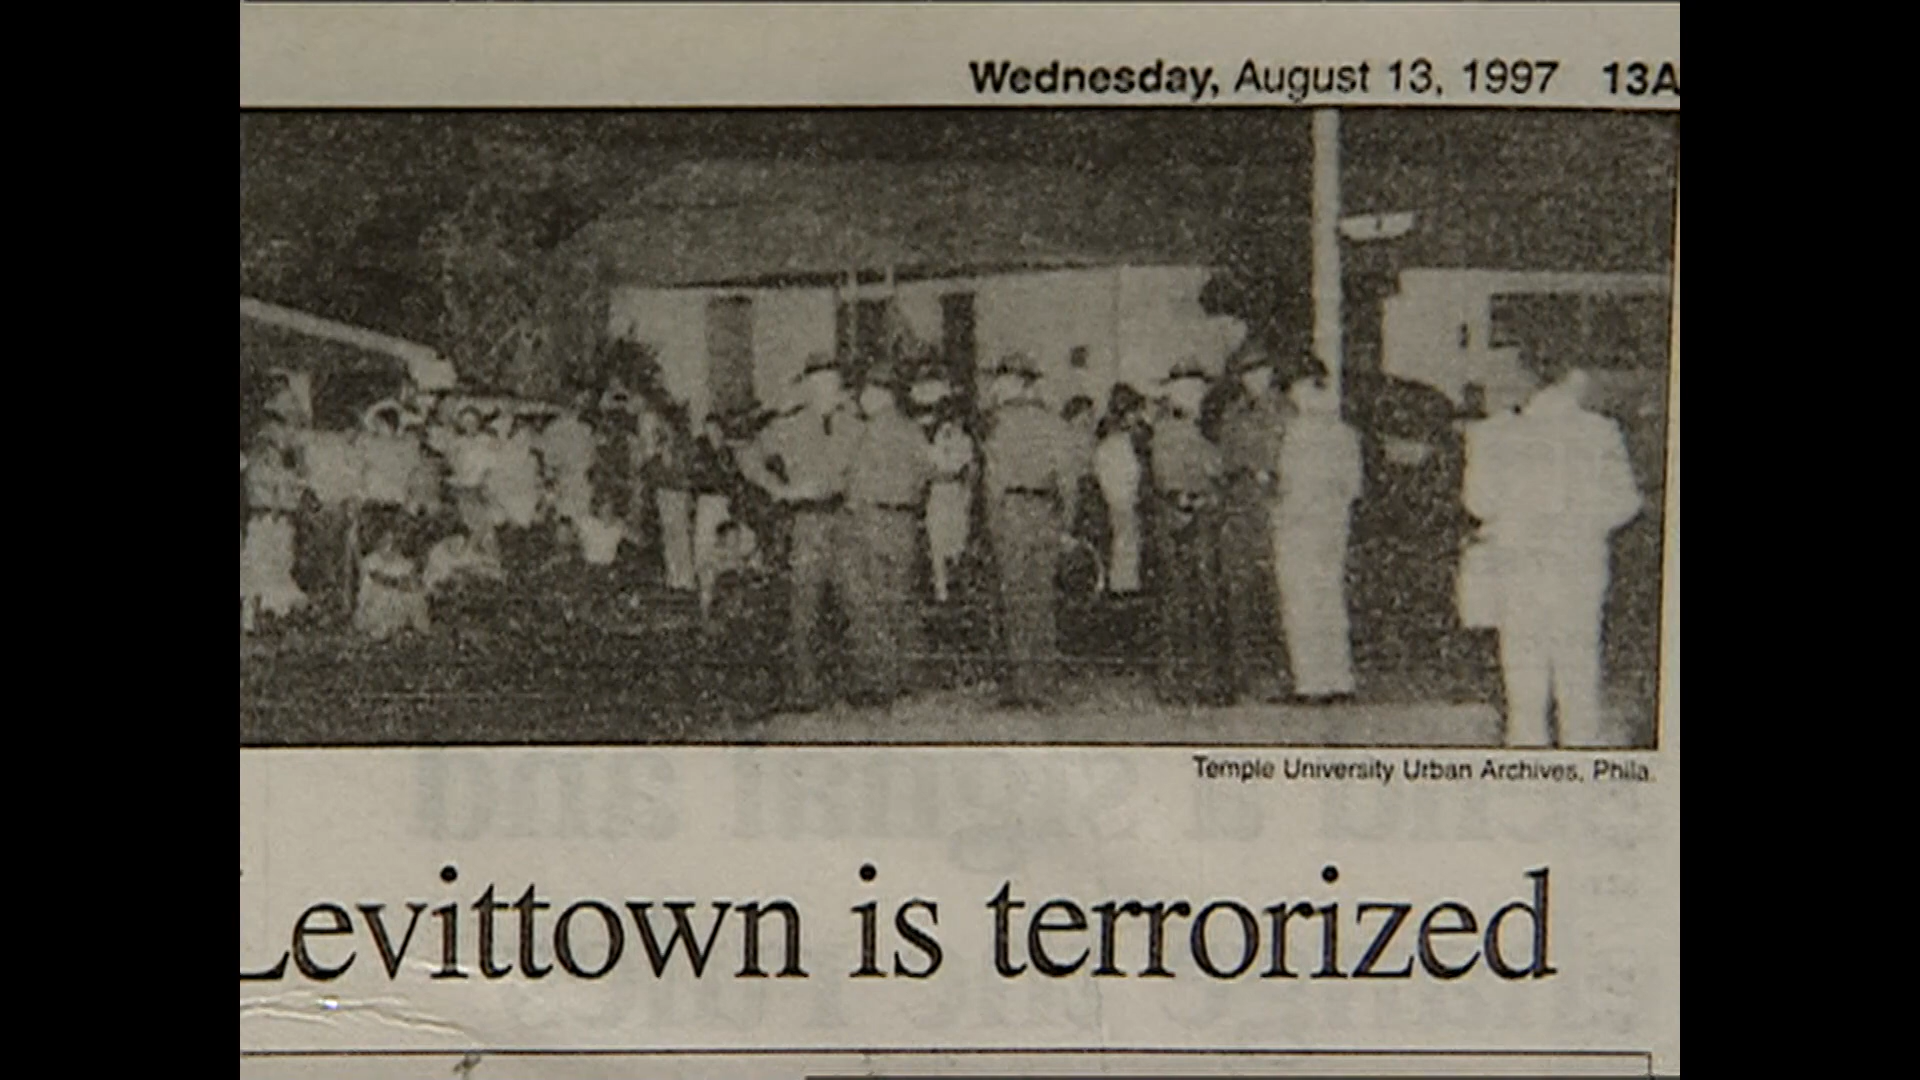 Wednesday, August 13, 1997 13A
Temple University Urban Archives, Phila.
Levittown is terrorized